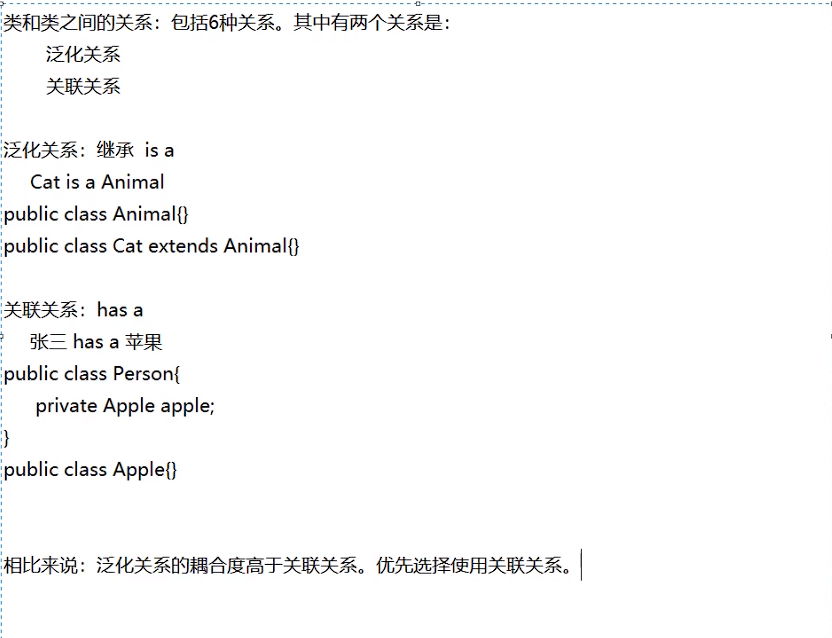 类和类之间的关系：包括6种关系。其中有两个关系是：
泛化关系
关联关系
泛化关系：继承 is a
Cat is a Animal
public class Animal{}
public class Cat extends Animal{}
关联关系：has a
张三 has a 苹果
public class Person{
private Apple apple;
}
public class Apple{}
相比来说：泛化关系的耦合度高于关联关系。优先选择使用关联关系。